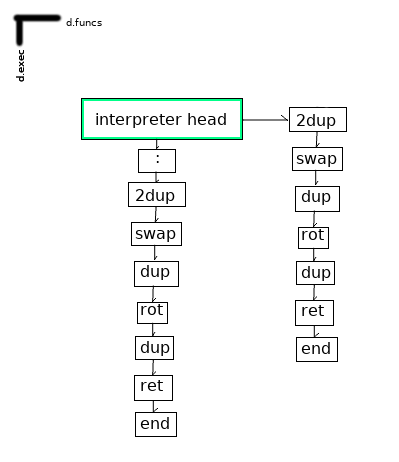 d.funcs
d.exec
interpreter head
:
2dup
swap
dup
rot
dup
ret
end
2dup
swap
dup
rot
dup
ret
end